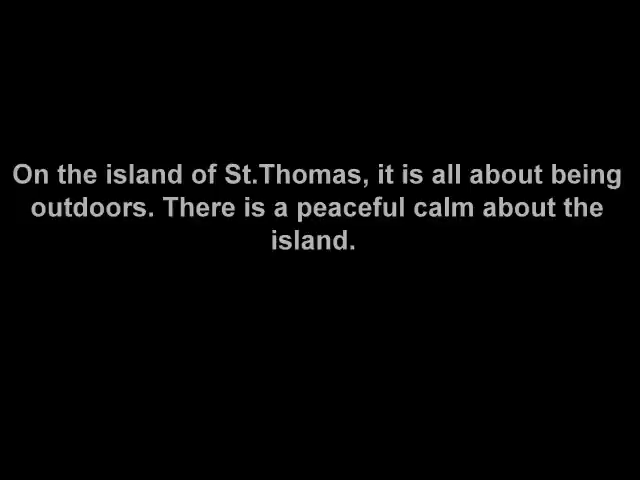 On the island of St.Thomas, it is all about being
outdoors. There is a peaceful calm about the
island.